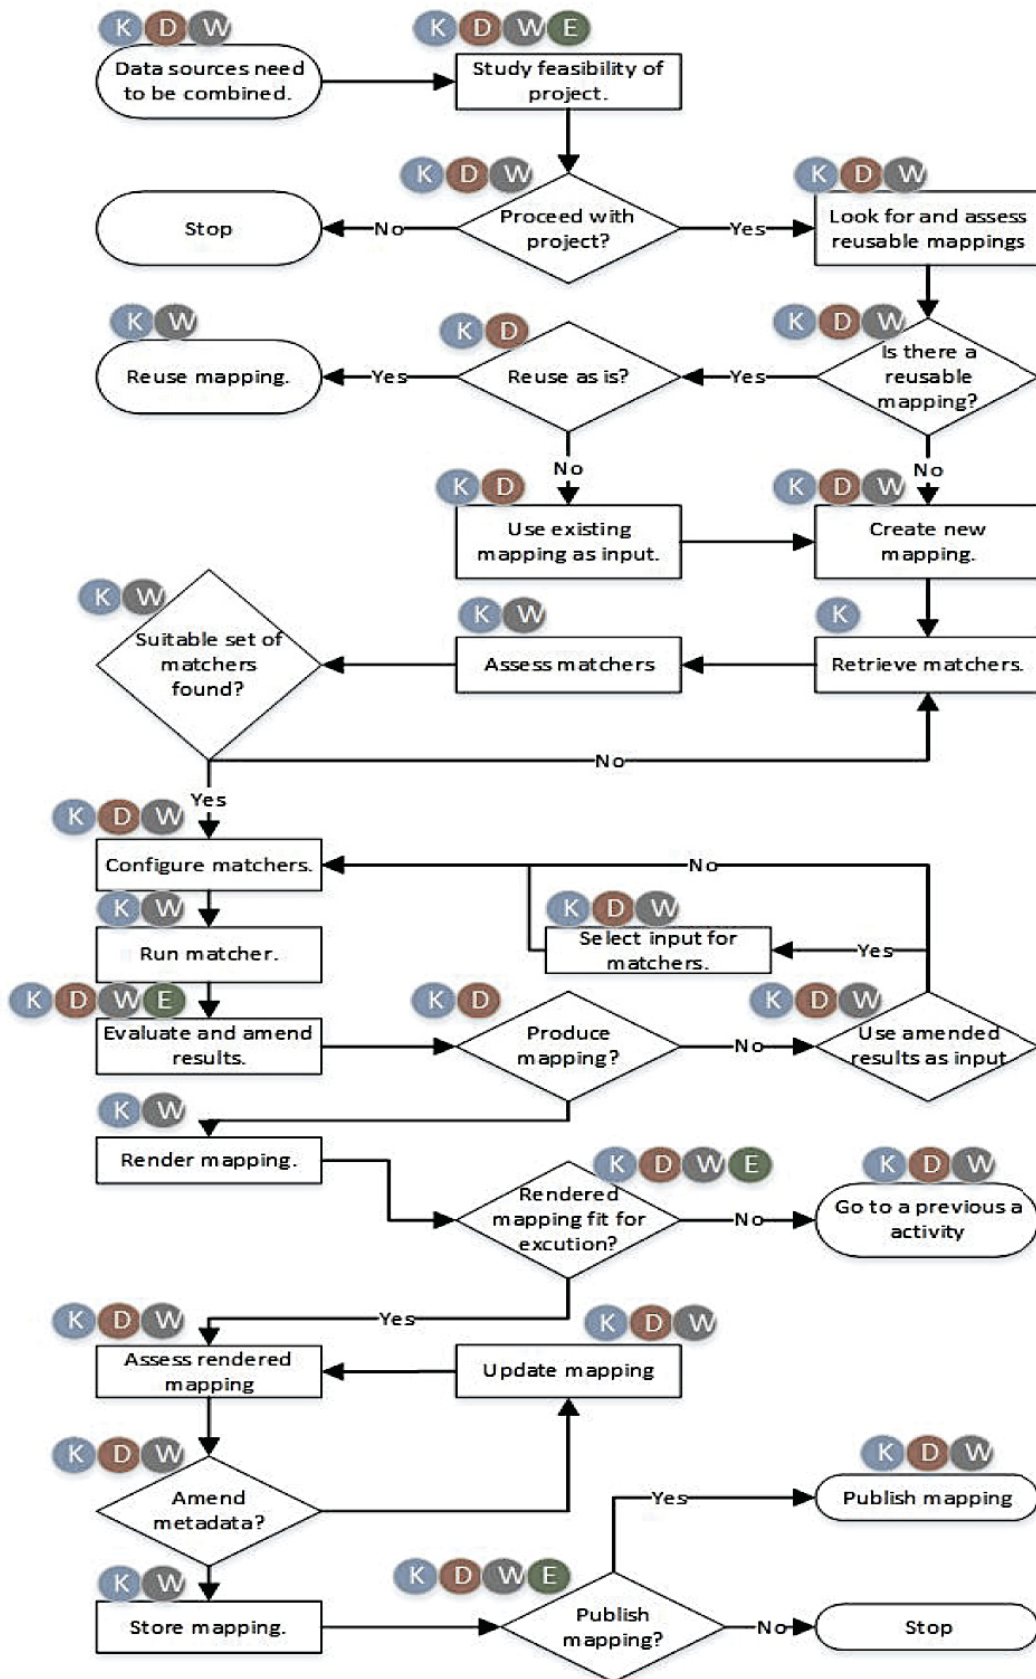 K D W
K D W E
Data sources need
to be combined.
Study feasibility of
project.
K D W
K D W
Stop
No
Proceed with
project?
Yes
Look for and assess
reusable mappings
K W
K D
K D W
Reuse mapping.
Yes
Reuse as is?
Yes
Is there a
reusable
mapping?
No
No
K D
K D W
Use existing
mapping as input.
Create new
mapping.
K W
K W
K
Suitable set of
matchers
found?
Assess matchers
Retrieve matchers.
No
Yes
K D W
Configure matchers.
No
K W
K D W
Run matcher.
Select input for
matchers.
Yes
K D W E
K D
K D W
Evaluate and amend
results.
Produce
mapping?
No
Use amended
results as input
K W
Render mapping.
K D W E
K D W
Rendered
mapping fit for
excution?
No
Go to a previous a
activity
Yes
K D W
K D W
Assess rendered
mapping
Update mapping
K D W
K D W
Amend
metadata?
Yes
Publish mapping
K W
K D W E
Store mapping.
Publish
mapping?
No
Stop